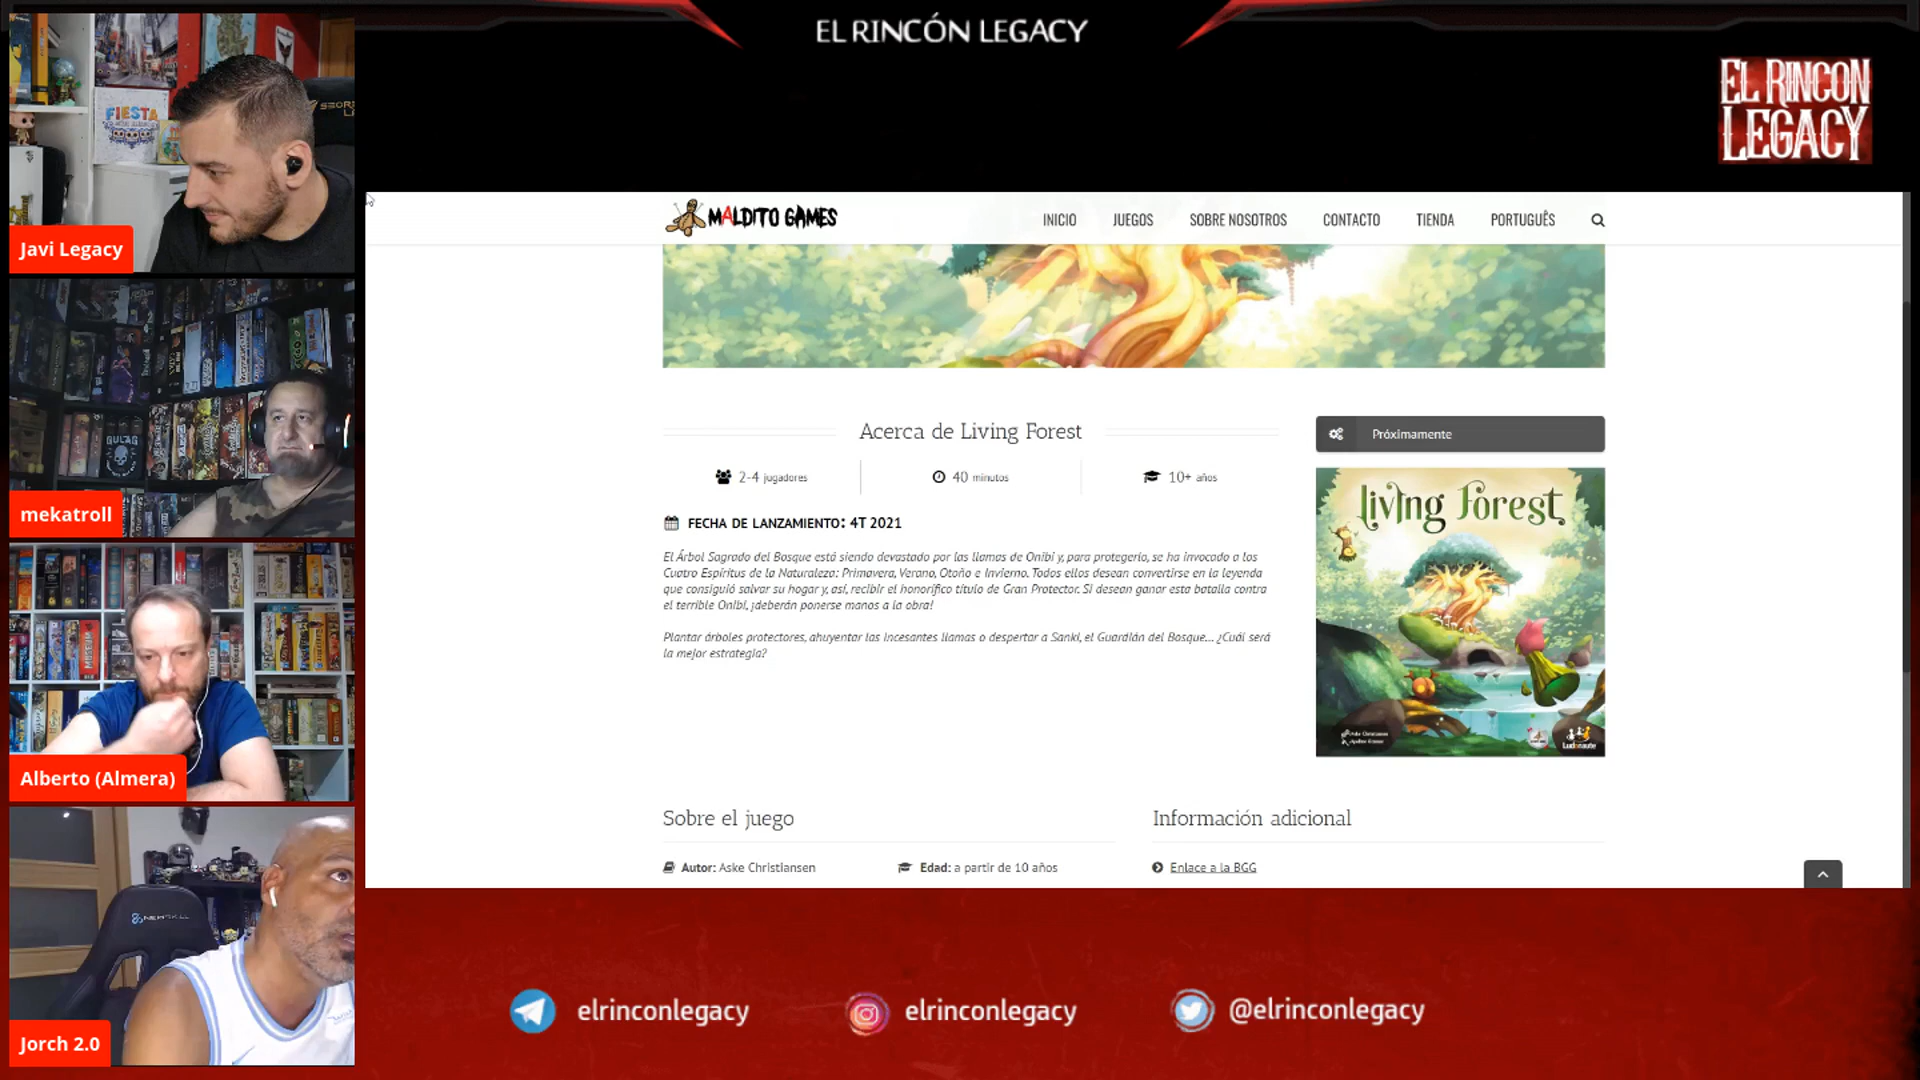 EL RINCÓN LEGACY
EL RINCON
LEGACY
FIESTA
Javi Legacy
GULAG
mekatroll
MUSEUM
Alberto (Almera)
Jorch 2.0
MALDITO GAMES
INICIO
JUEGOS
SOBRE NOSOTROS
CONTACTO
TIENDA
PORTUGUÊS
Acerca de Living Forest
Próximamente
2-4 jugadores
40 minutos
10+ años
FECHA DE LANZAMIENTO: 4T 2021
El Árbol Sagrado del Bosque está siendo devastado por las llamas de Onibi y, para protegerlo, se ha invocado a los
Cuatro Espíritus de la Naturaleza: Primavera, Verano, Otoño e Invierno. Todos ellos desean convertirse en la leyenda
que consiguió salvar su hogar y, así, recibir el honorífico título de Gran Protector. Si desean ganar esta batalla contra
el terrible Onibi, ¡deberán ponerse manos a la obra!
Plantar árboles protectores, ahuyentar las incesantes llamas o despertar a Sanki, el Guardián del Bosque... ¿Cuál será
la mejor estrategia?
living Forest
Aske Christiansen
Ludonaute
Sobre el juego
Información adicional
Autor: Aske Christiansen
Edad: a partir de 10 años
Enlace a la BGG
elrinconlegacy
elrinconlegacy
@elrinconlegacy